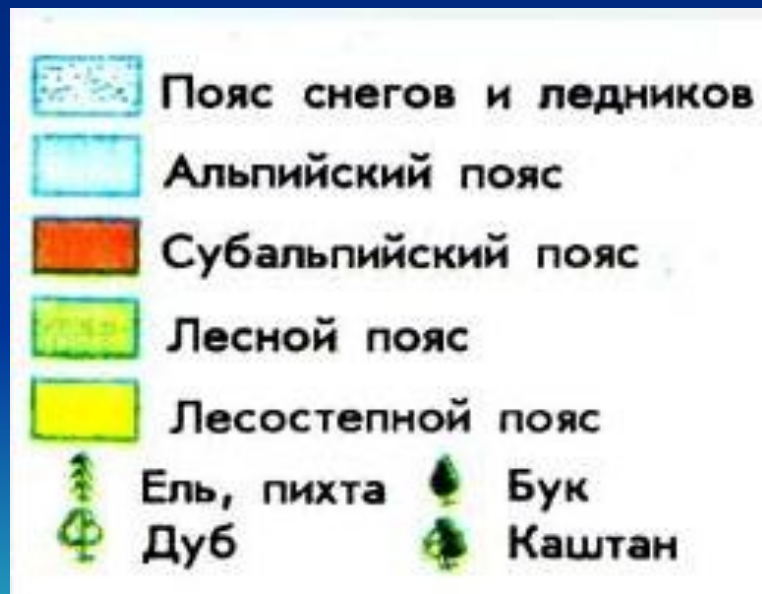 Пояс снегов и ледников
Альпийский пояс
Субальпийский пояс
Лесной пояс
Лесостепной пояс
Ель, пихта Бук
Дуб Каштан